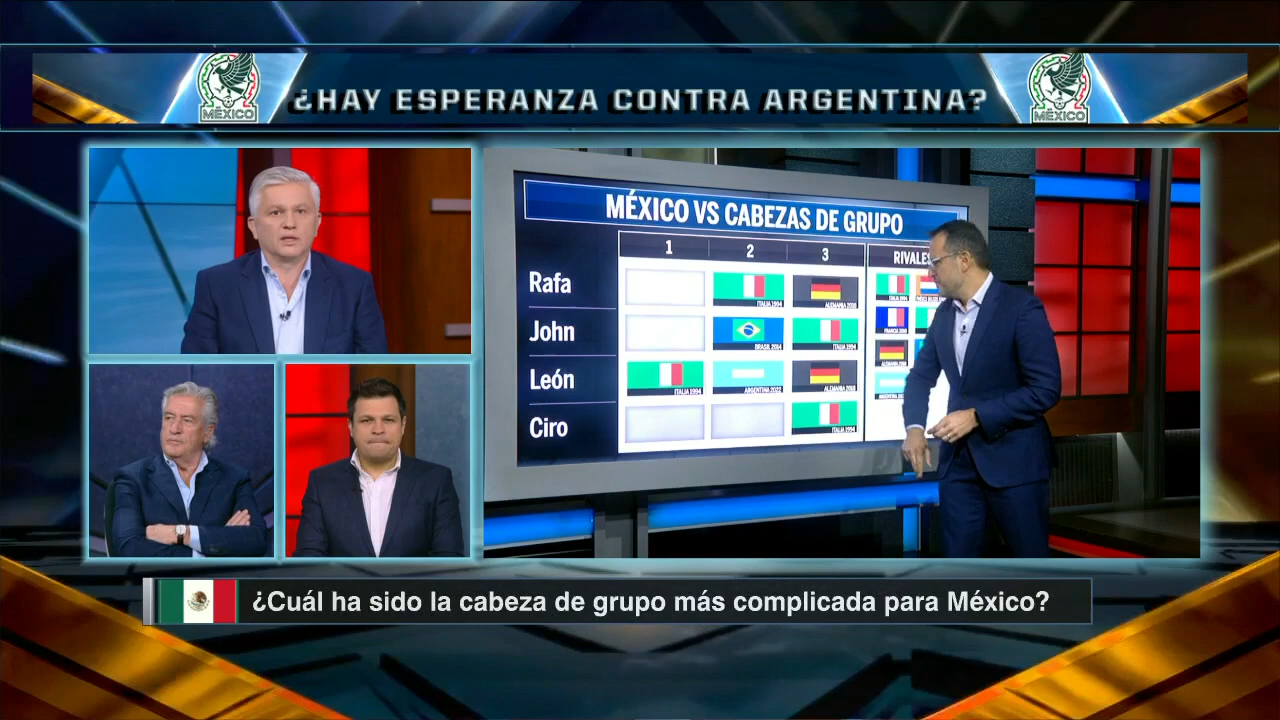 MÉXICO
¿HAY ESPERANZA CONTRA ARGENTINA?
MÉXICO
MÉXICO VS CABEZAS DE GRUPO
1 2 3 RIVALES
Rafa ITALIA 1994 ALEMANIA 2018
John BRASIL 2014 ITALIA 1994
León ITALIA 1994 ARGENTINA 2022 ALEMANIA 2018
Ciro ITALIA 1994
¿Cuál ha sido la cabeza de grupo más complicada para México?